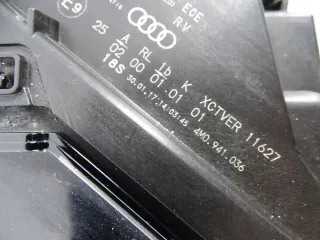 E9
ECE
RV
25 A RL 1b K XCTVER 11627
02 00 01 01 01
18S 30.01.17;14:03:45 4M0.941.036